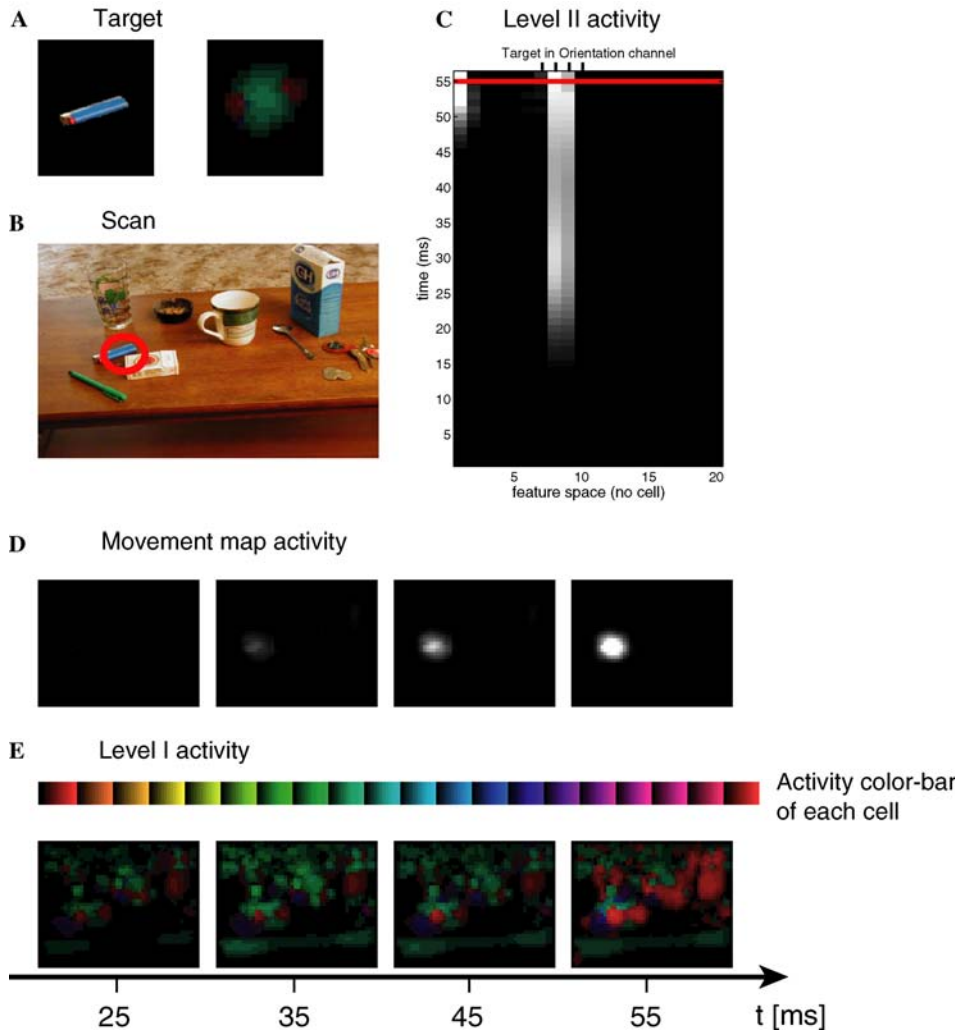 A Target
C Level II activity
Target in Orientation channel
55
50
45
40
35
30
25
20
15
10
5
time (ms)
5 10 15 20
feature space (no cell)
B Scan
GH
D Movement map activity
E Level I activity
Activity color-bar
of each cell
25 35 45 55 t [ms]